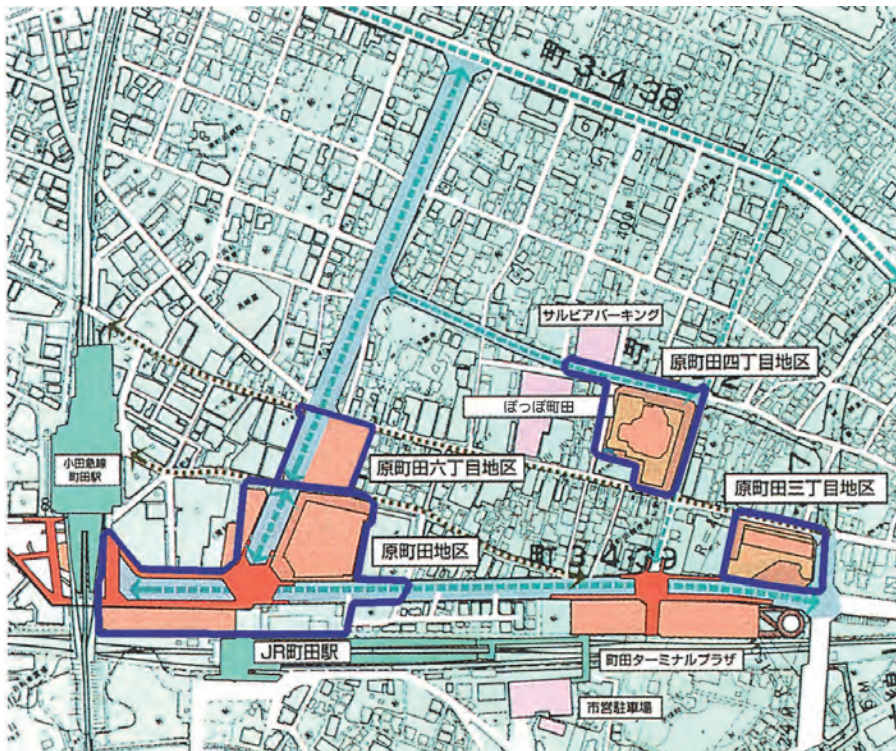 町 3・4・38
サルビアパーキング
町
原町田四丁目地区
ぽっぽ町田
原町田六丁目地区
小田急線
町田駅
原町田三丁目地区
原町田地区
町 3・4・39
JR町田駅
町田ターミナルプラザ
市営駐車場